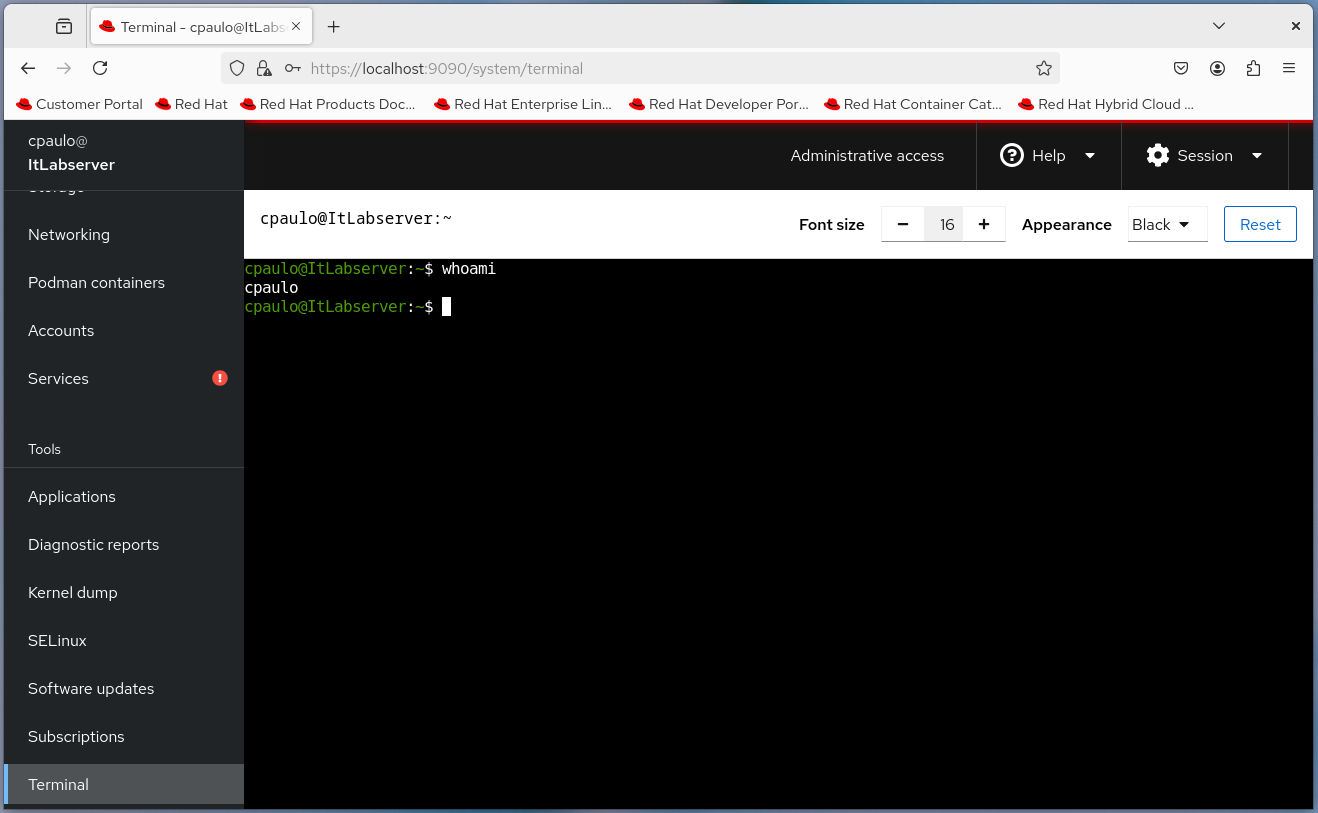 Terminal - cpaulo@ItLabs
https://localhost:9090/system/terminal
Customer Portal Red Hat Red Hat Products Doc... Red Hat Enterprise Lin... Red Hat Developer Por... Red Hat Container Cat... Red Hat Hybrid Cloud ...
cpaulo@
ItLabserver
Administrative access Help Session
Storage
Networking
Podman containers
Accounts
Services
Tools
Applications
Diagnostic reports
Kernel dump
SELinux
Software updates
Subscriptions
Terminal
cpaulo@ItLabserver:~ Font size − 16 + Appearance Black Reset
cpaulo@ItLabserver:~$ whoami
cpaulo
cpaulo@ItLabserver:~$